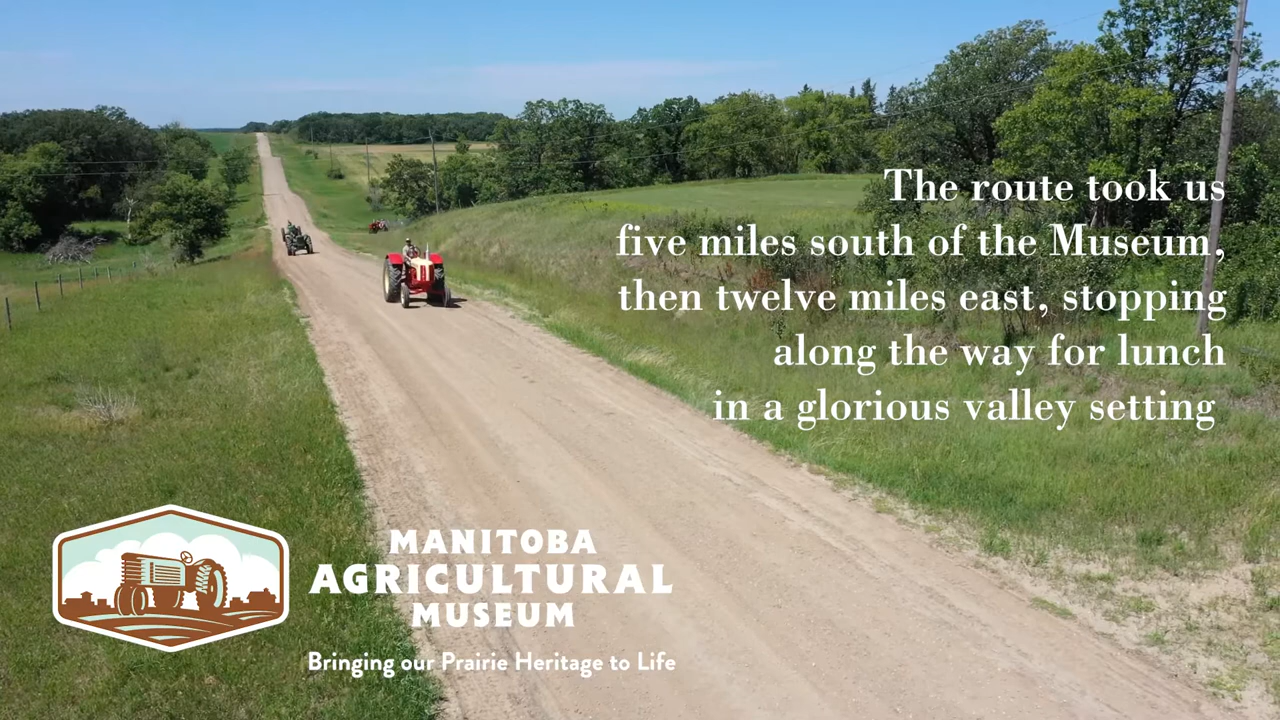 The route took us
five miles south of the Museum,
then twelve miles east, stopping
along the way for lunch
in a glorious valley setting
MANITOBA
AGRICULTURAL
MUSEUM
Bringing our Prairie Heritage to Life